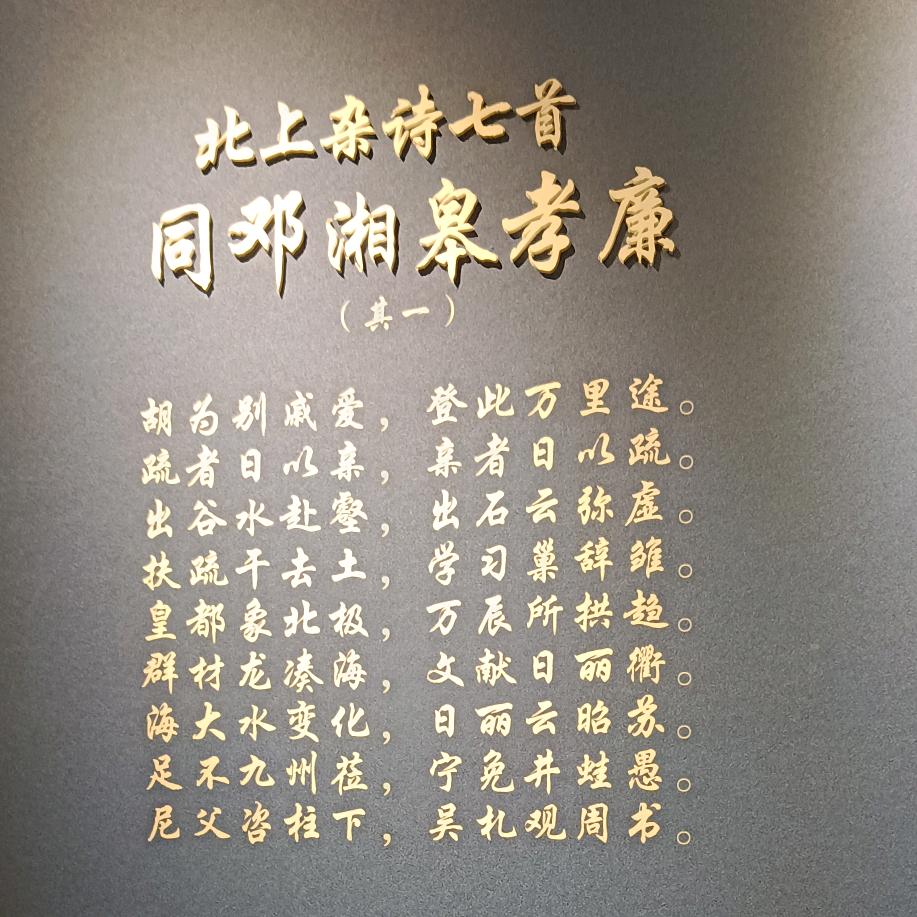 北上杂诗七首
同邓湘皋孝廉
（其一）
胡为别戚爱，登此万里途。
疏者日以亲，亲者日以疏。
出谷水赴壑，出石云弥虚。
扶疏干去土，学习巢辞雏。
皇都象北极，万辰所拱趋。
群材龙凑海，文献日丽衢。
海大水变化，日丽云昭苏。
足不九州莅，宁免井蛙愚。
尼父咨柱下，吴札观周书。